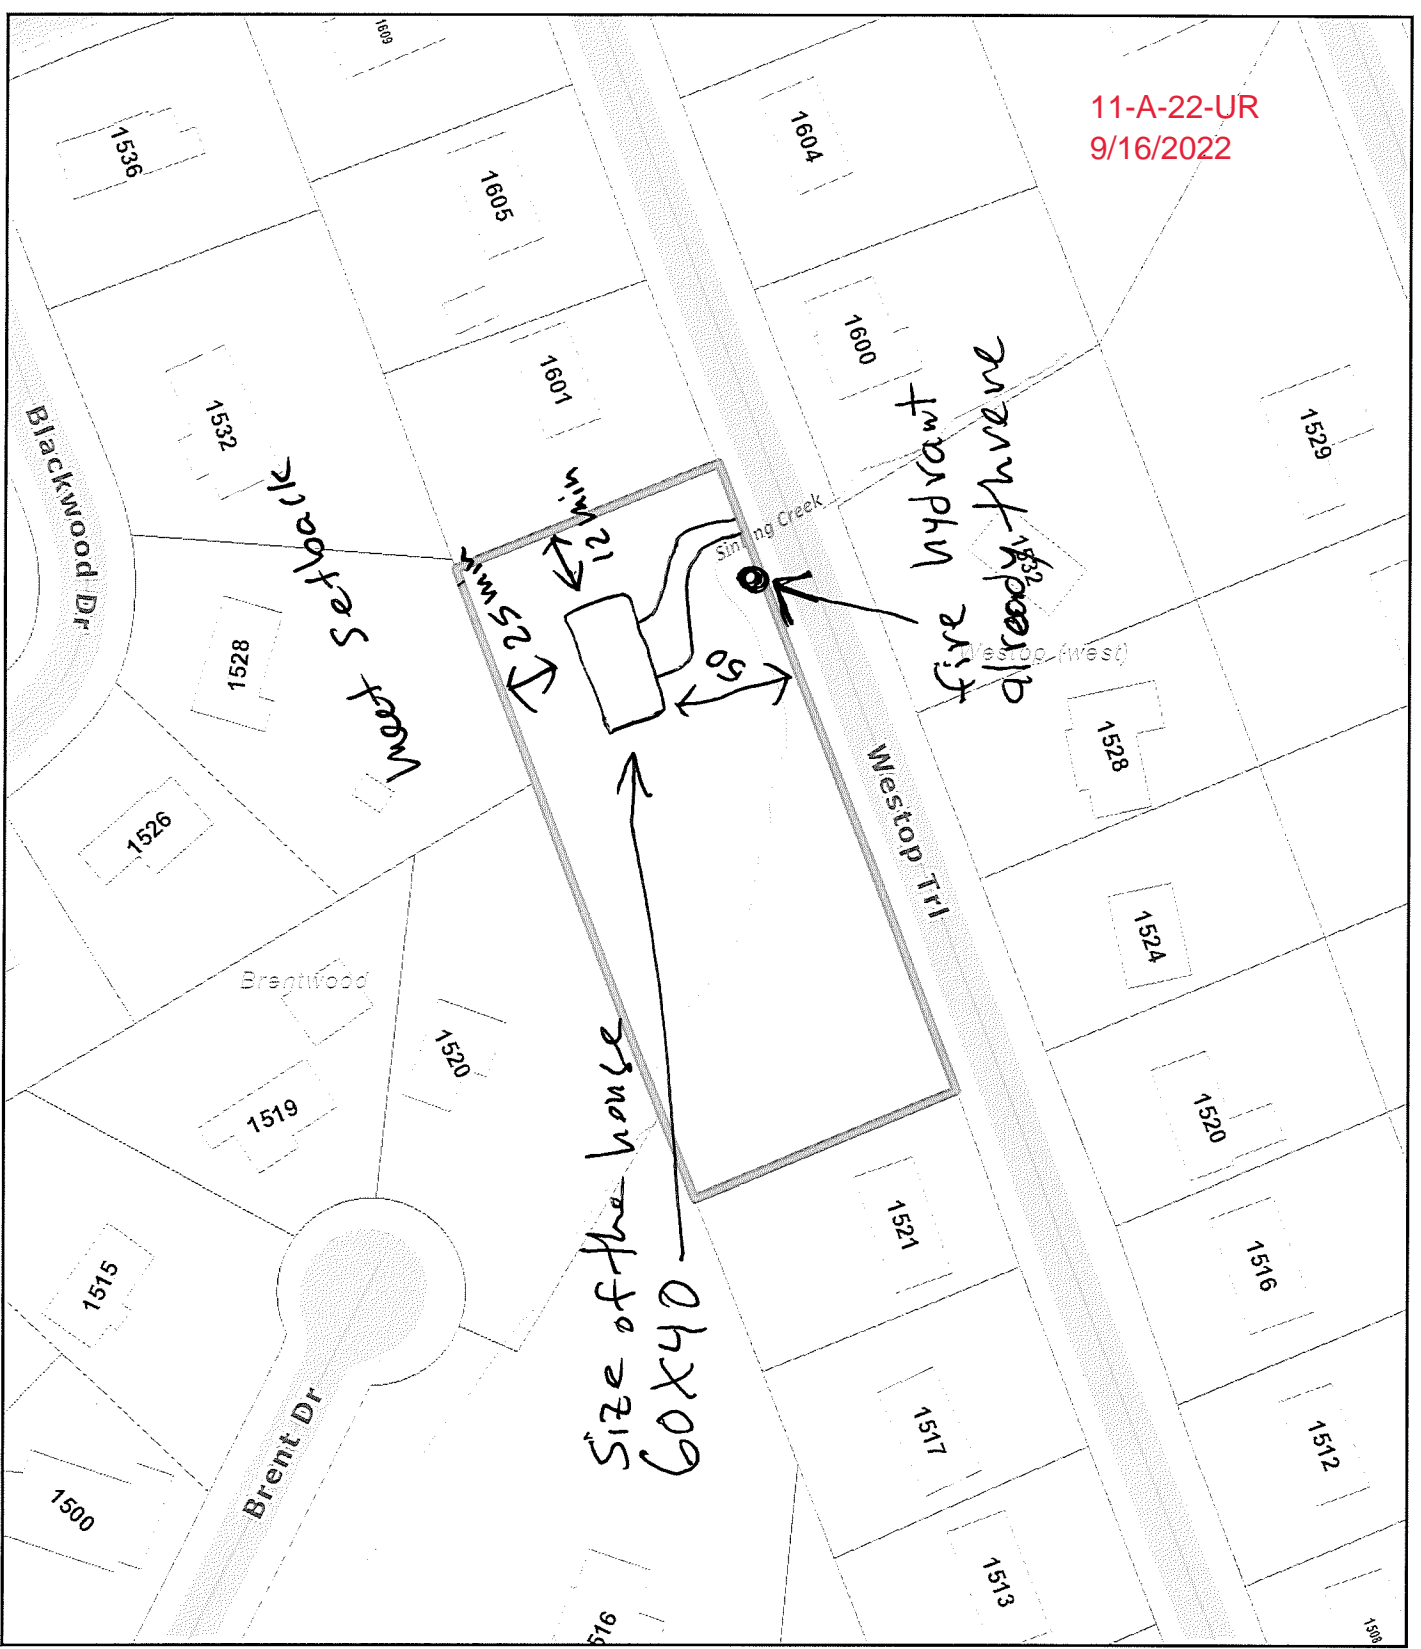 11-A-22-UR
9/16/2022
1609
1536
1605
1604
1600
1601
1532
1529
Blackwood Dr
meet setback
12 min
25 min
50
Sinking Creek
fire hydrant
already there
1532
Westop (west)
1528
1528
1526
Westop Trl
1524
Brentwood
1520
1519
1520
Size of the house
60X40
1521
1516
1515
1517
1512
Brent Dr
1500
1513
516
1508